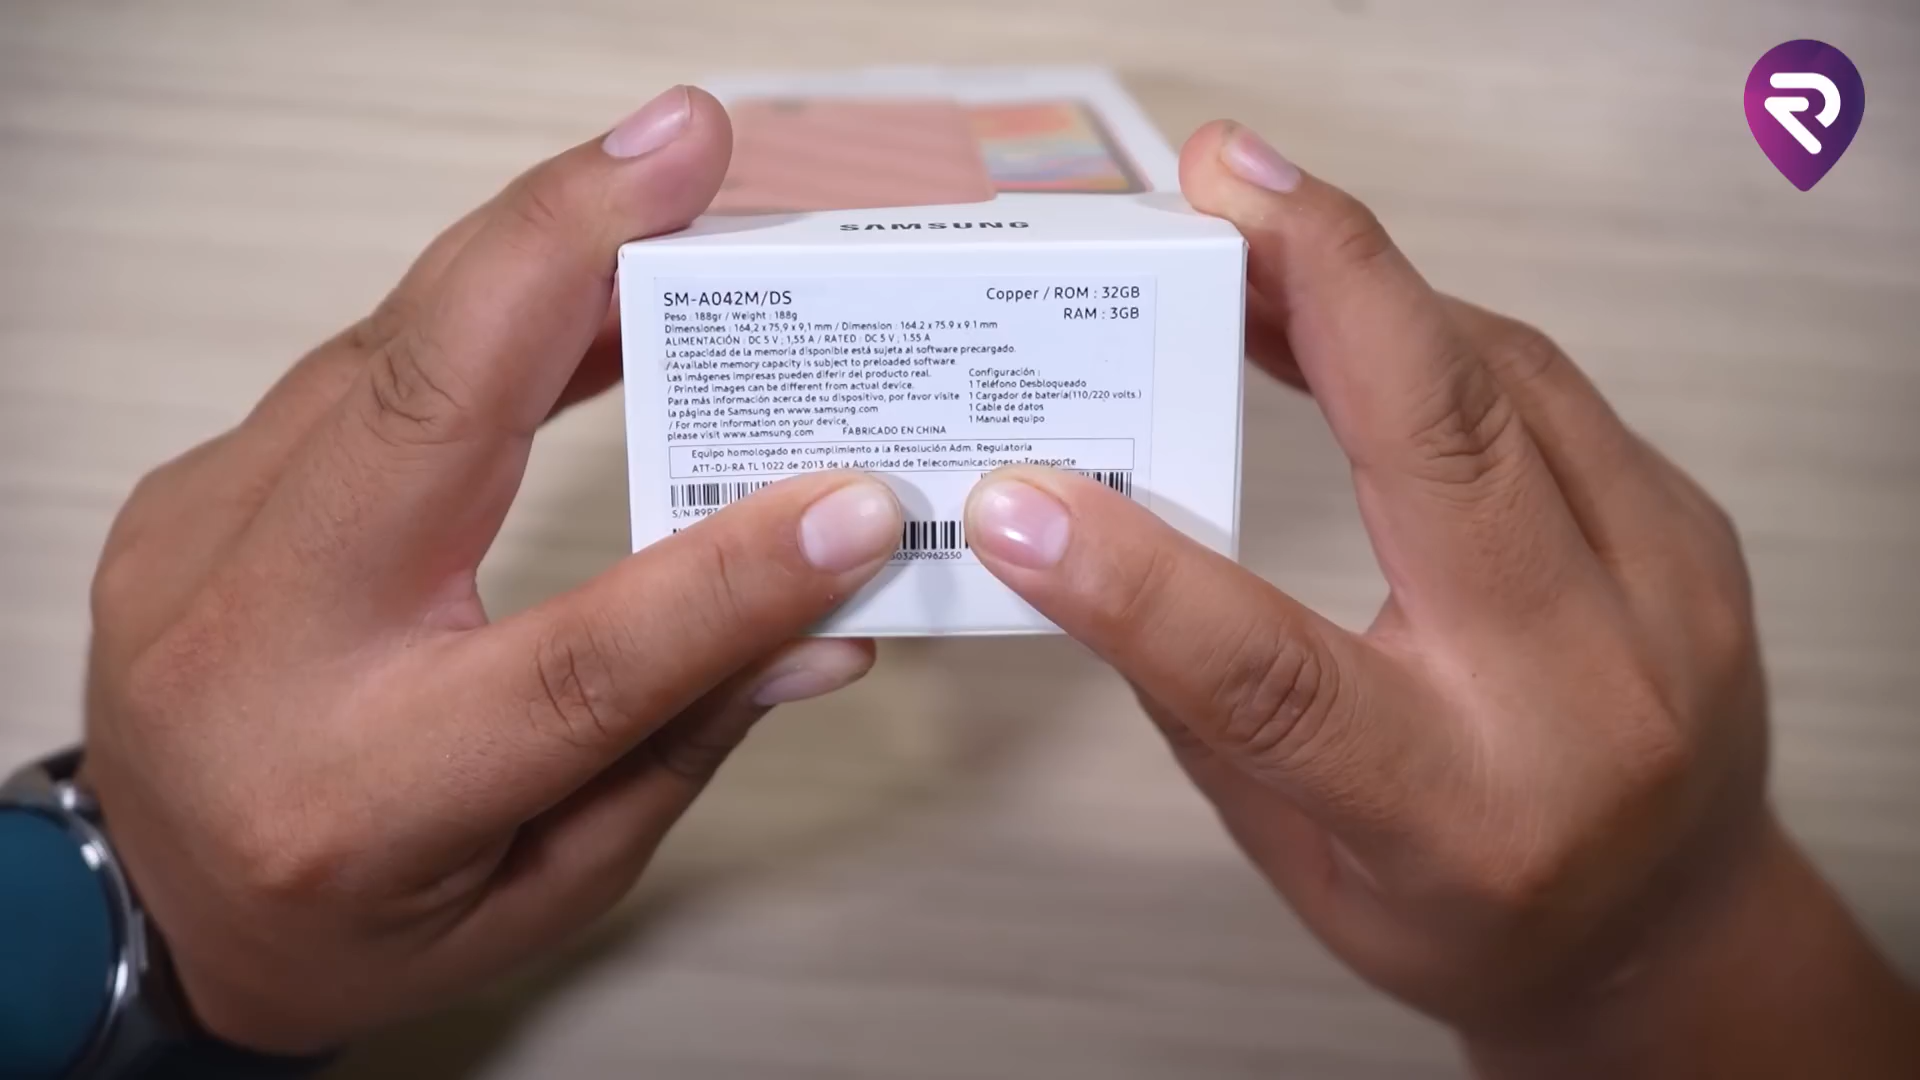 SAMSUNG
SM-A042M/DS
Peso : 188gr / Weight : 188g
Dimensiones : 164,2 x 75,9 x 9,1 mm / Dimension : 164.2 x 75.9 x 9.1 mm
ALIMENTACIÓN : DC 5 V ; 1,55 A / RATED : DC 5 V ; 1.55 A
La capacidad de la memoria disponible está sujeta al software precargado.
/Available memory capacity is subject to preloaded software.
Las imágenes impresas pueden diferir del producto real.
/ Printed images can be different from actual device.
Para más información acerca de su dispositivo, por favor visite
la página de Samsung en www.samsung.com
/ For more information on your device,
please visit www.samsung.com
FABRICADO EN CHINA
Copper / ROM : 32GB
RAM : 3GB
Configuración :
1 Teléfono Desbloqueado
1 Cargador de batería(110/220 volts.)
1 Cable de datos
1 Manual equipo
Equipo homologado en cumplimiento a la Resolución Adm. Regulatoria
ATT-DJ-RA TL 1022 de 2013 de la Autoridad de Telecomunicaciones y Transporte
S/N:R9PT
03290962550